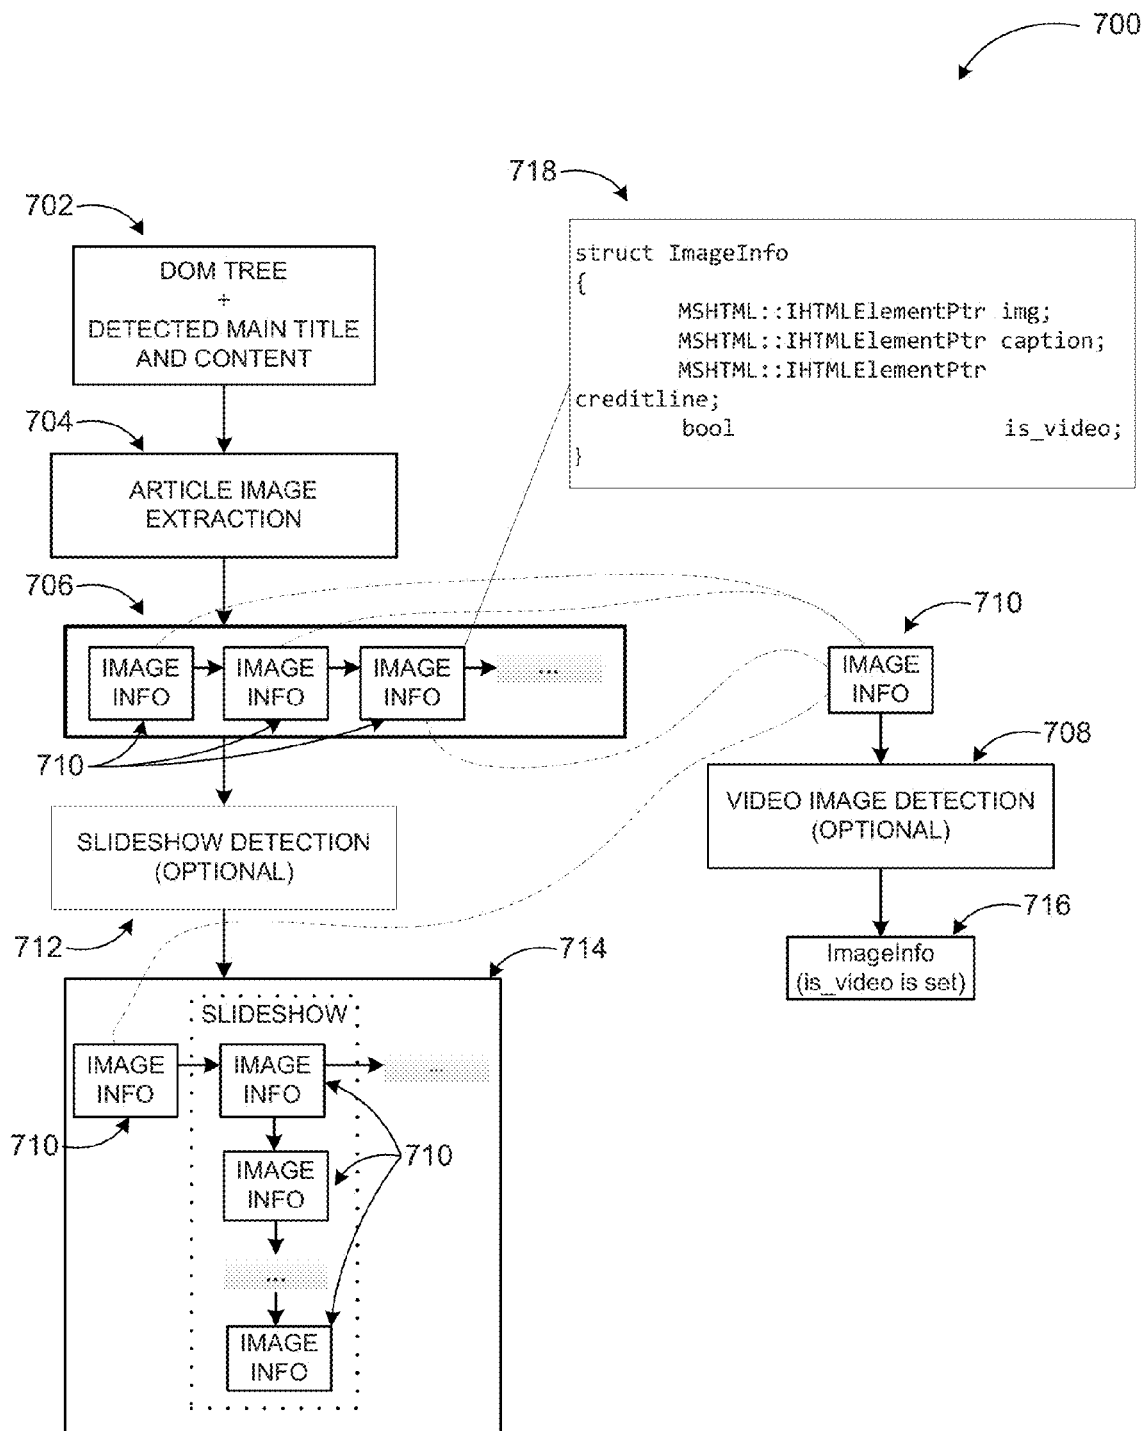 700
718
702
struct ImageInfo
{
MSHTML::IHTMLElementPtr img;
MSHTML::IHTMLElementPtr caption;
MSHTML::IHTMLElementPtr
creditline;
bool is_video;
}
DOM TREE
+
DETECTED MAIN TITLE
AND CONTENT
704
ARTICLE IMAGE
EXTRACTION
706
710
IMAGE
INFO
IMAGE
INFO
IMAGE
INFO
...
IMAGE
INFO
710
708
VIDEO IMAGE DETECTION
(OPTIONAL)
SLIDESHOW DETECTION
(OPTIONAL)
712
716
ImageInfo
(is_video is set)
714
SLIDESHOW
IMAGE
INFO
IMAGE
INFO
...
710
710
IMAGE
INFO
...
IMAGE
INFO